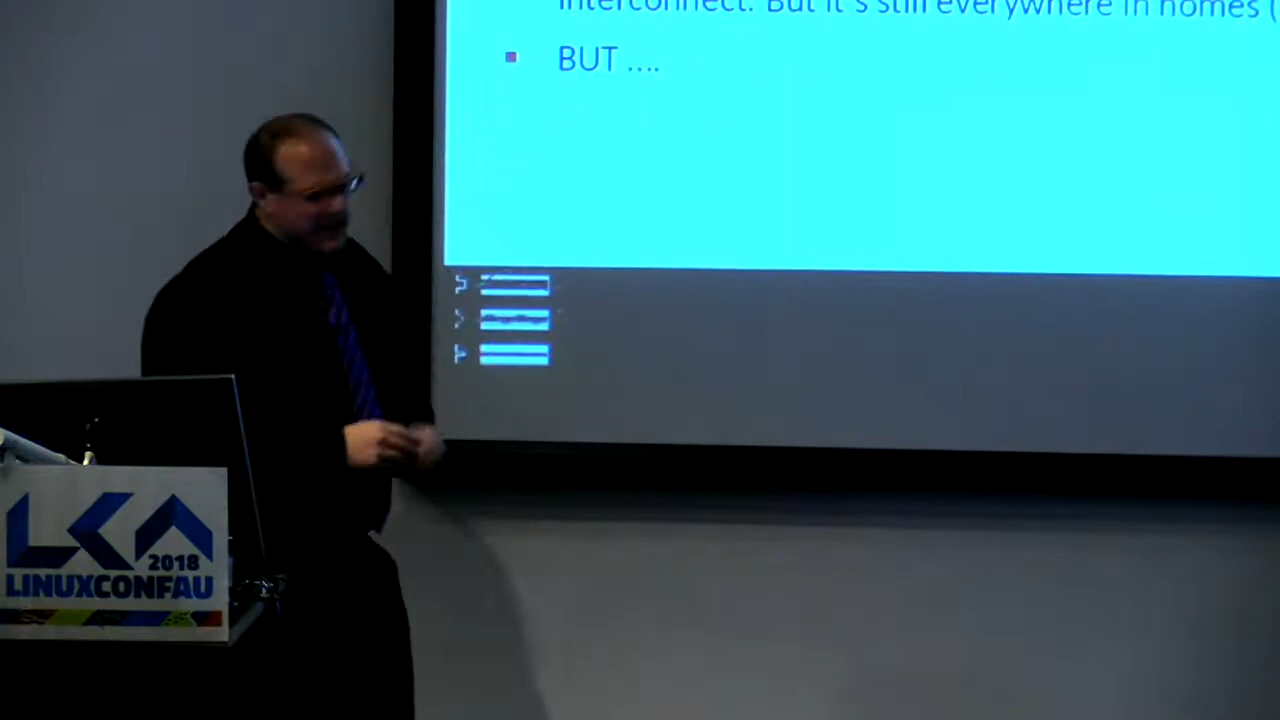 interconnect. But it's still everywhere in homes (
BUT ....
LCA
2018
LINUXCONFAU